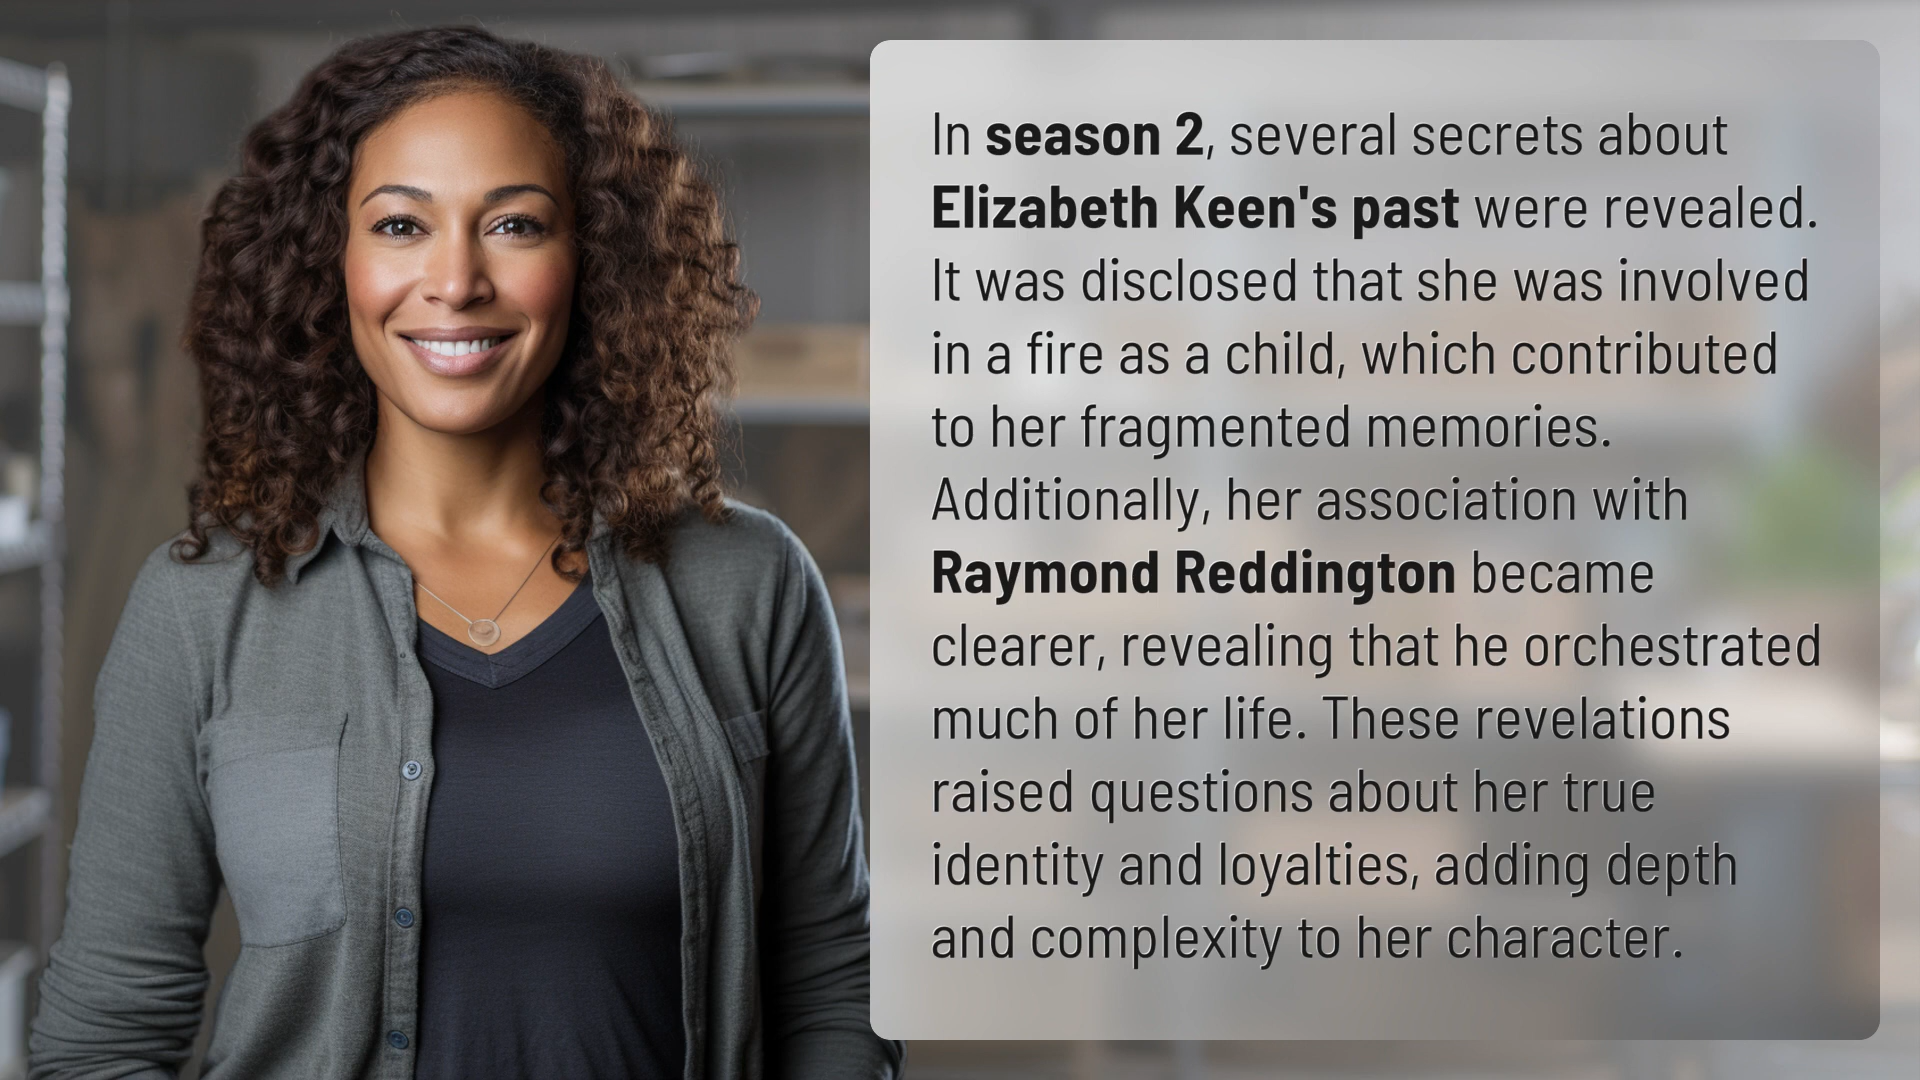 In season 2, several secrets about
Elizabeth Keen's past were revealed.
It was disclosed that she was involved
in a fire as a child, which contributed
to her fragmented memories.
Additionally, her association with
Raymond Reddington became
clearer, revealing that he orchestrated
much of her life. These revelations
raised questions about her true
identity and loyalties, adding depth
and complexity to her character.